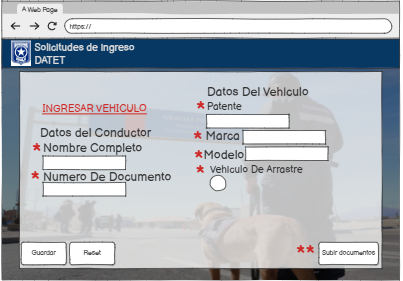 A Web Page
https://
Solicitudes de Ingreso
DATET
INGRESAR VEHICULO
Datos del Conductor
* Nombre Completo
* Numero De Documento
Datos Del Vehiculo
* Patente
* Marca
* Modelo
* Vehiculo De Arrastre
Guardar
Reset
** Subir documentos